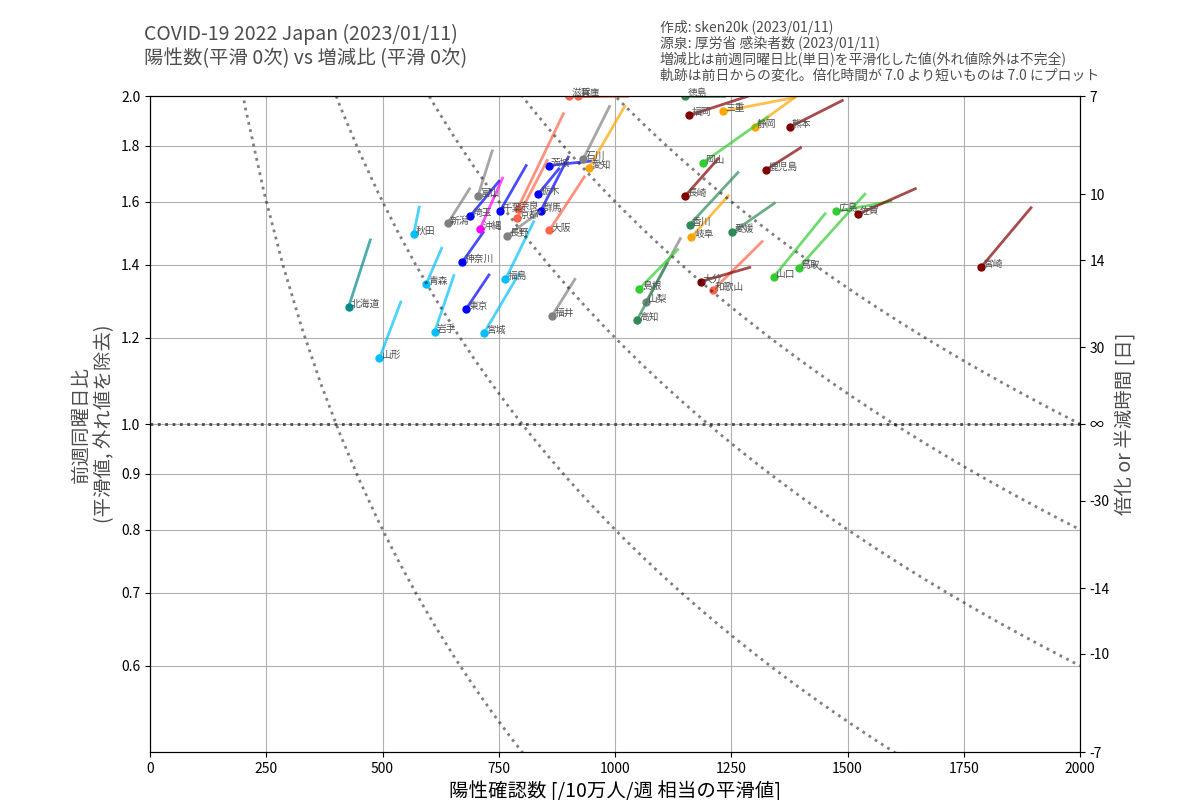 COVID-19 2022 Japan (2023/01/11)
陽性数(平滑 0次) vs 増減比 (平滑 0次)
作成: sken20k (2023/01/11)
源泉: 厚労省 感染者数 (2023/01/11)
増減比は前週同曜日比(単日)を平滑化した値(外れ値除外は不完全)
軌跡は前日からの変化。倍化時間が 7.0 より短いものは 7.0 にプロット
前週同曜日比
(平滑値, 外れ値を除去)
2.0
1.8
1.6
1.4
1.2
1.0
0.9
0.8
0.7
0.6
滋賀
兵庫
徳島
福岡
三重
静岡
熊本
石川
茨城
愛知
岡山
鹿児島
富山
栃木
長崎
千葉
奈良
群馬
広島
佐賀
埼玉
京都
新潟
沖縄
長野
大阪
秋田
香川
岐阜
愛媛
神奈川
宮崎
鳥取
山口
福島
青森
大分
和歌山
島根
山梨
北海道
東京
福井
高知
岩手
宮城
山形
7
10
14
30
∞
-30
-14
-10
-7
倍化 or 半減時間 [日]
0
250
500
750
1000
1250
1500
1750
2000
陽性確認数 [/10万人/週 相当の平滑値]